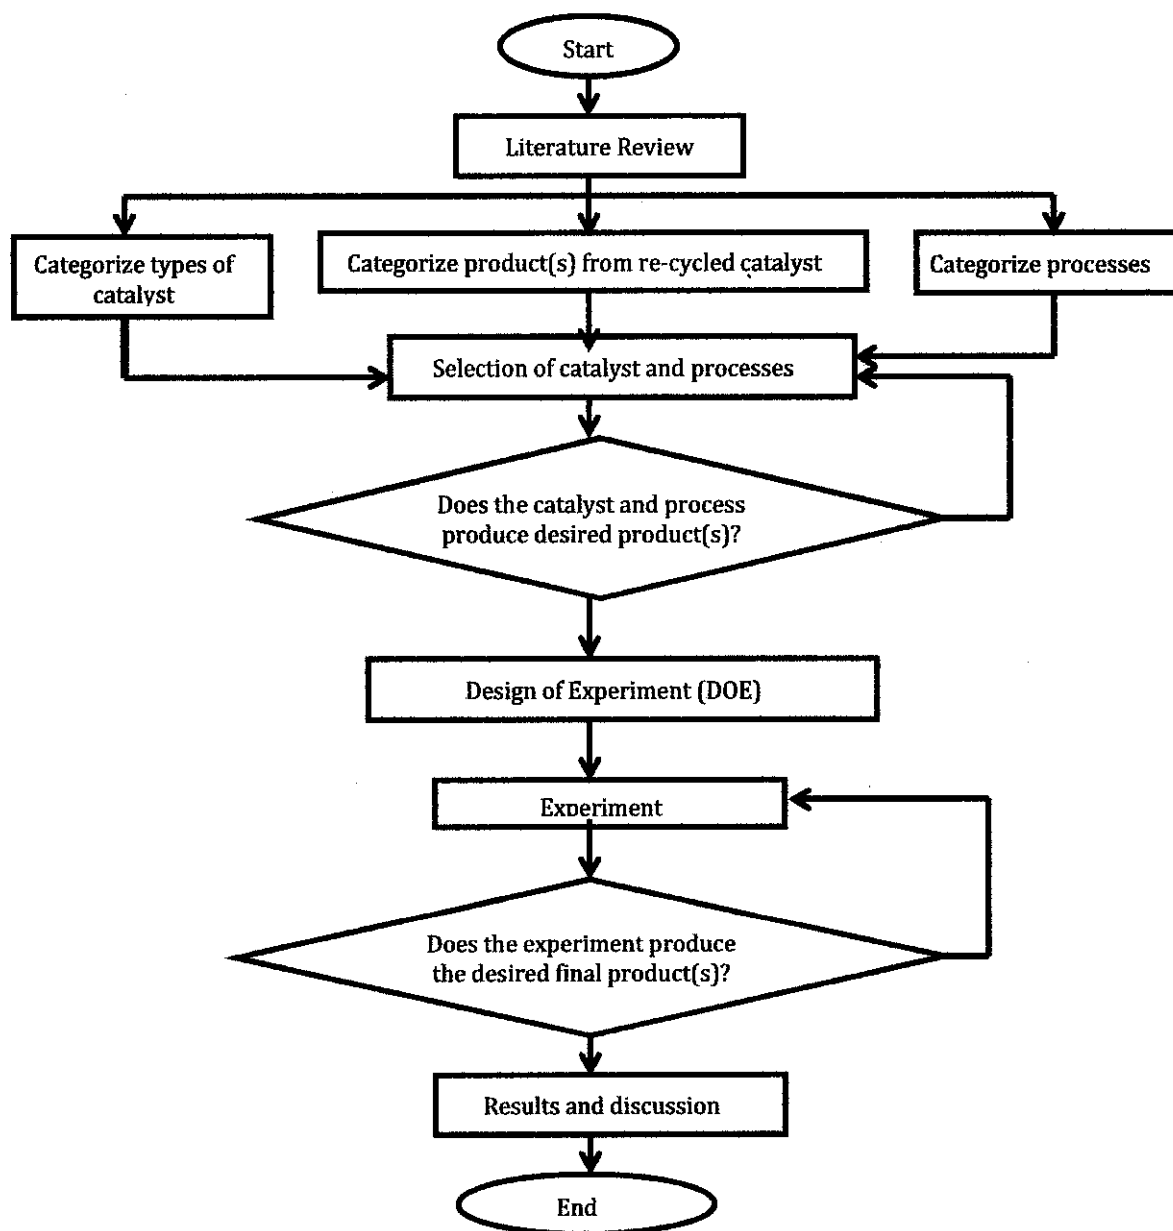 Start
Literature Review
Categorize types of
catalyst
Categorize product(s) from re-cycled catalyst
Categorize processes
Selection of catalyst and processes
Does the catalyst and process
produce desired product(s)?
Design of Experiment (DOE)
Experiment
Does the experiment produce
the desired final product(s)?
Results and discussion
End